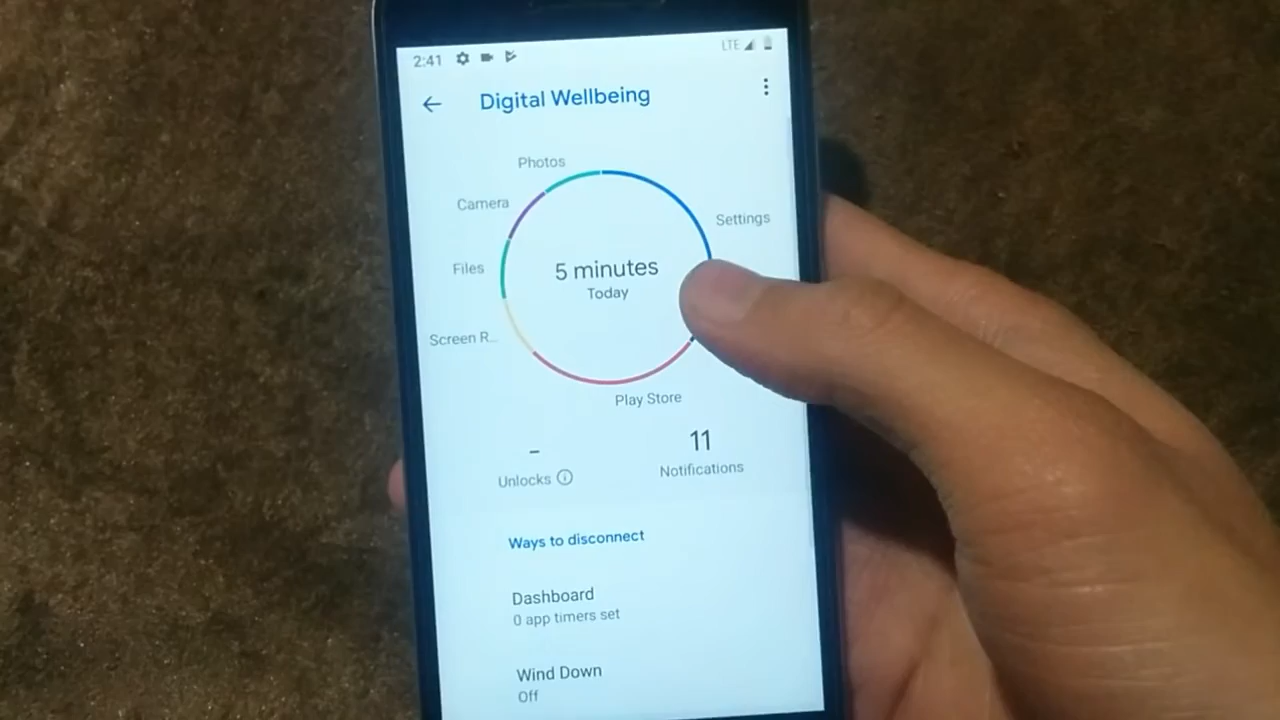 2:41
LTE
Digital Wellbeing
Photos
Camera
Settings
Files
5 minutes
Today
Screen R...
Play Store
-
11
Unlocks
Notifications
Ways to disconnect
Dashboard
0 app timers set
Wind Down
Off